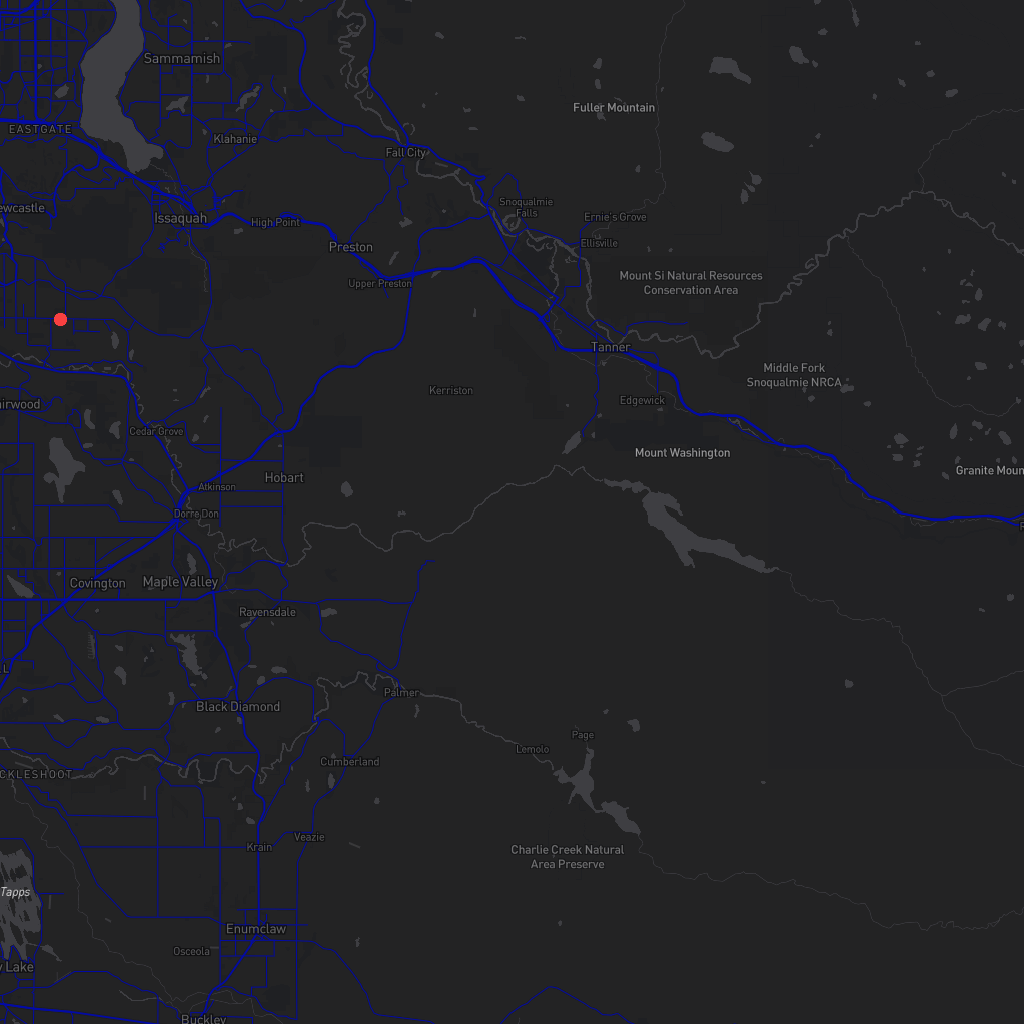 Sammamish
Fuller Mountain
EASTGATE
Klahanie
Fall City
ewcastle
Issaquah
High Point
Snoqualmie
Falls
Ernie's Grove
Preston
Ellisville
Upper Preston
Mount Si Natural Resources
Conservation Area
Tanner
Middle Fork
Snoqualmie NRCA
Kerriston
Edgewick
irwood
Cedar Grove
Mount Washington
Granite Moun
Hobart
Atkinson
Dorre Don
Covington
Maple Valley
Ravensdale
LL
Palmer
Black Diamond
Page
Lemolo
Cumberland
CKLESHOOT
Veazie
Krain
Charlie Creek Natural
Area Preserve
Tapps
Enumclaw
Osceola
y Lake
Buckley